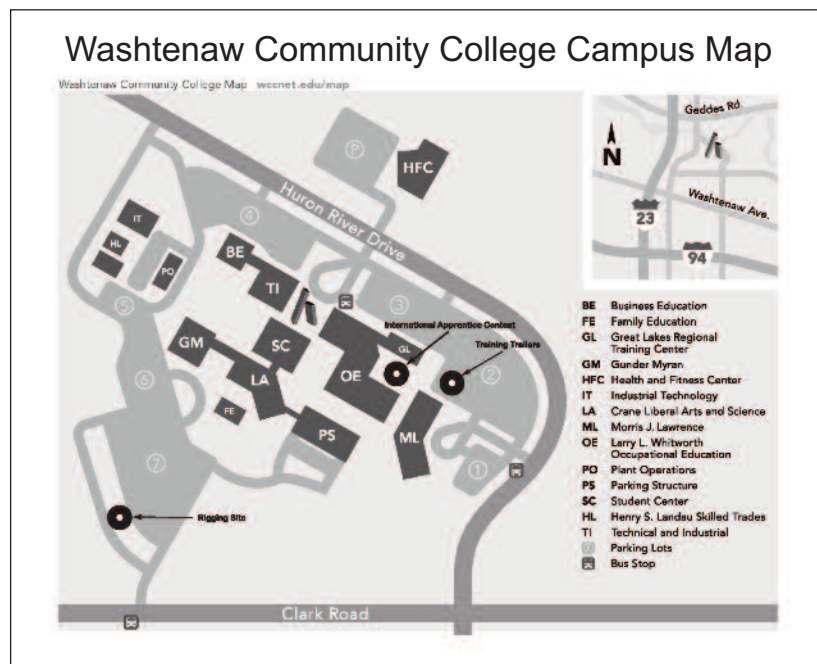 Washtenaw Community College Campus Map
Washtenaw Community College Map wccnet.edu/map
Geddes Rd.
N
Washtenaw Ave.
23
94
P
HFC
Huron River Drive
4
IT
HL
PO
BE
TI
5
3
International Apprentice Contest
GL
Training Trailers
GM
SC
OE
2
6
LA
FE
PS
ML
7
1
Rigging Site
Clark Road
BE Business Education
FE Family Education
GL Great Lakes Regional
Training Center
GM Gunder Myran
HFC Health and Fitness Center
IT Industrial Technology
LA Crane Liberal Arts and Science
ML Morris J. Lawrence
OE Larry L. Whitworth
Occupational Education
PO Plant Operations
PS Parking Structure
SC Student Center
HL Henry S. Landau Skilled Trades
TI Technical and Industrial
Parking Lots
Bus Stop